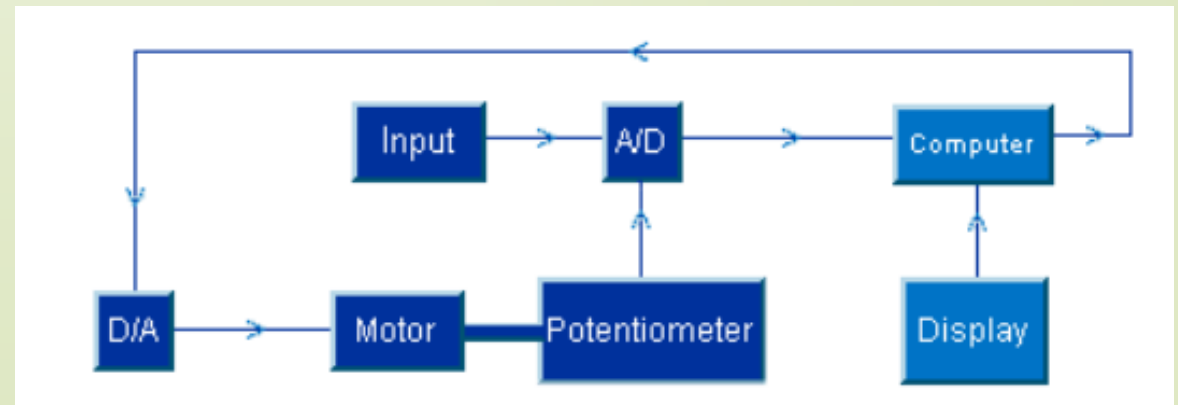 Input
A/D
Computer
D/A
Motor
Potentiometer
Display